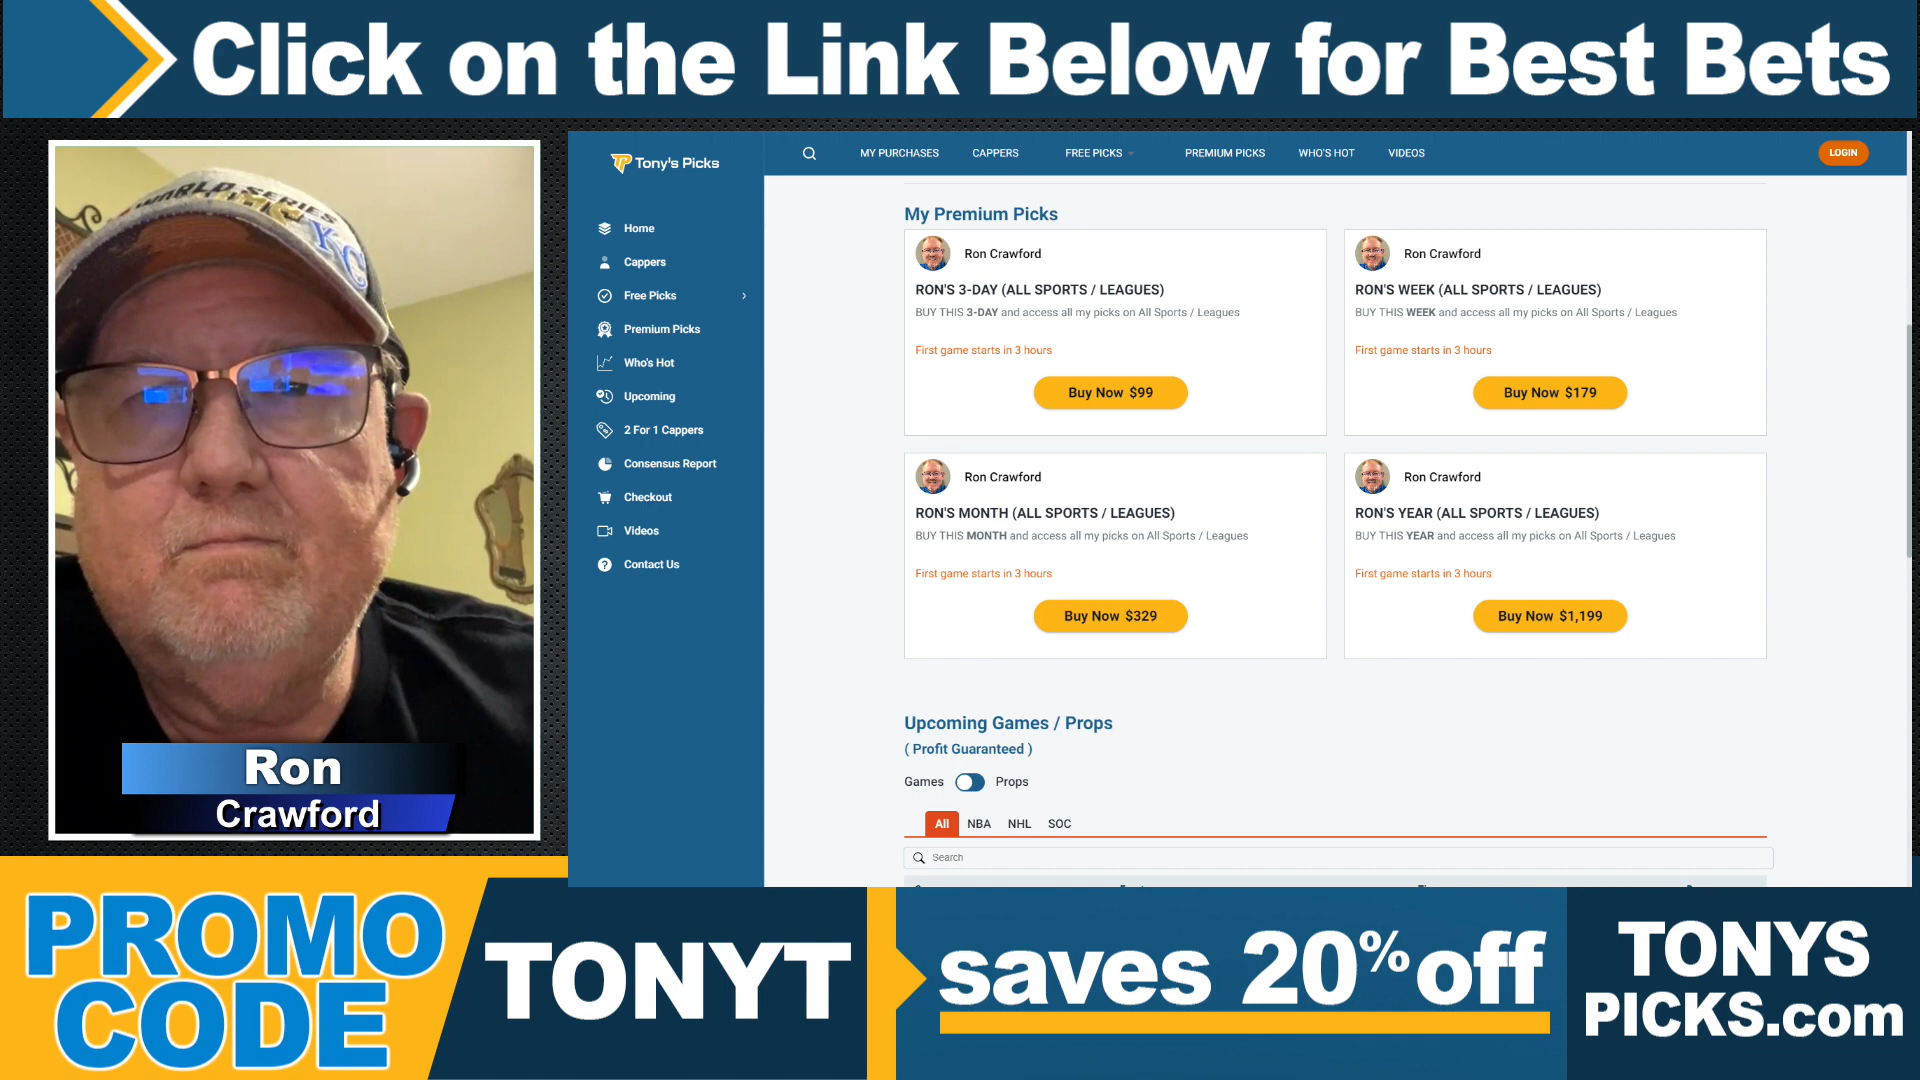 Click on the Link Below for Best Bets
WORLD SERIES
KC
Ron
Crawford
TP Tony's Picks
MY PURCHASES
CAPPERS
FREE PICKS
PREMIUM PICKS
WHO'S HOT
VIDEOS
LOGIN
Home
Cappers
Free Picks
Premium Picks
Who's Hot
Upcoming
2 For 1 Cappers
Consensus Report
Checkout
Videos
Contact Us
My Premium Picks
Ron Crawford
RON'S 3-DAY (ALL SPORTS / LEAGUES)
BUY THIS 3-DAY and access all my picks on All Sports / Leagues
First game starts in 3 hours
Buy Now $99
Ron Crawford
RON'S WEEK (ALL SPORTS / LEAGUES)
BUY THIS WEEK and access all my picks on All Sports / Leagues
First game starts in 3 hours
Buy Now $179
Ron Crawford
RON'S MONTH (ALL SPORTS / LEAGUES)
BUY THIS MONTH and access all my picks on All Sports / Leagues
First game starts in 3 hours
Buy Now $329
Ron Crawford
RON'S YEAR (ALL SPORTS / LEAGUES)
BUY THIS YEAR and access all my picks on All Sports / Leagues
First game starts in 3 hours
Buy Now $1,199
Upcoming Games / Props
( Profit Guaranteed )
Games Props
All NBA NHL SOC
Search
PROMO
CODE
TONYT
saves 20% off
TONYS
PICKS.com